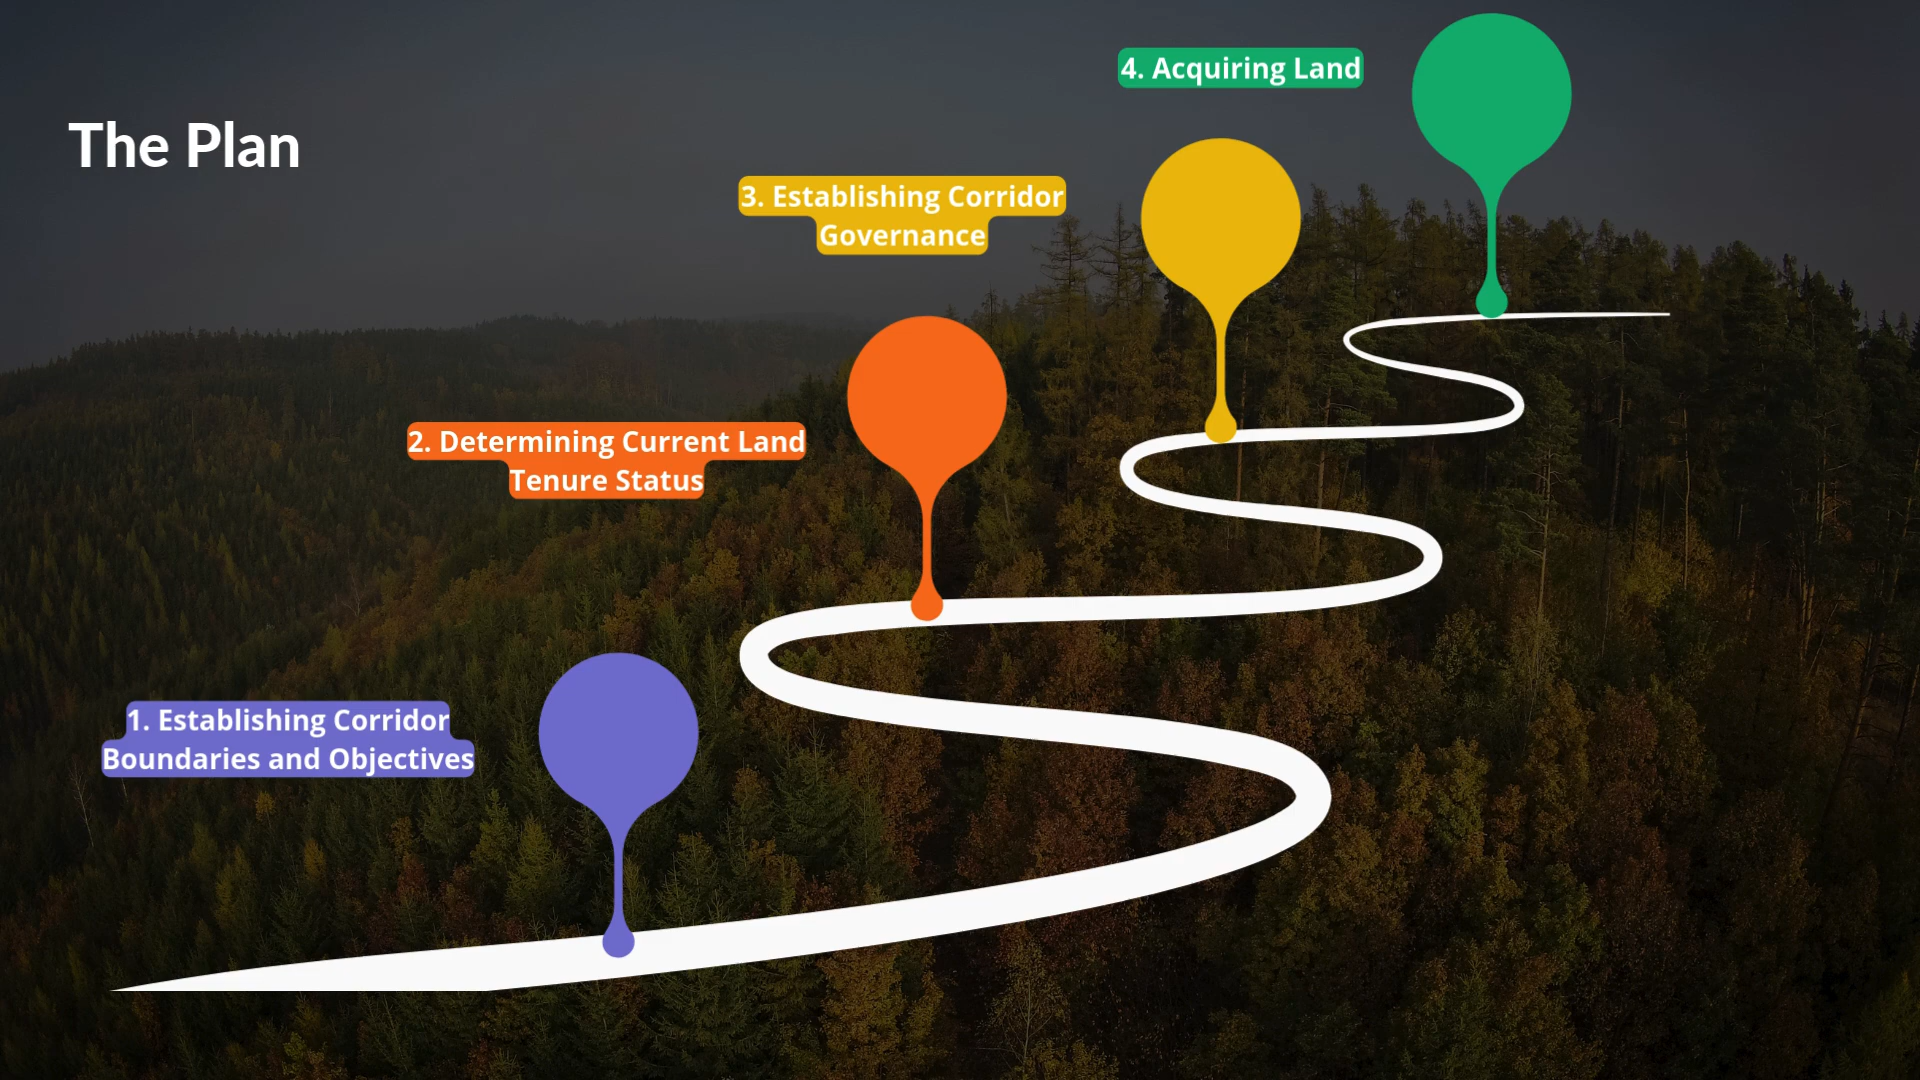 The Plan
4. Acquiring Land
3. Establishing Corridor
Governance
2. Determining Current Land
Tenure Status
1. Establishing Corridor
Boundaries and Objectives